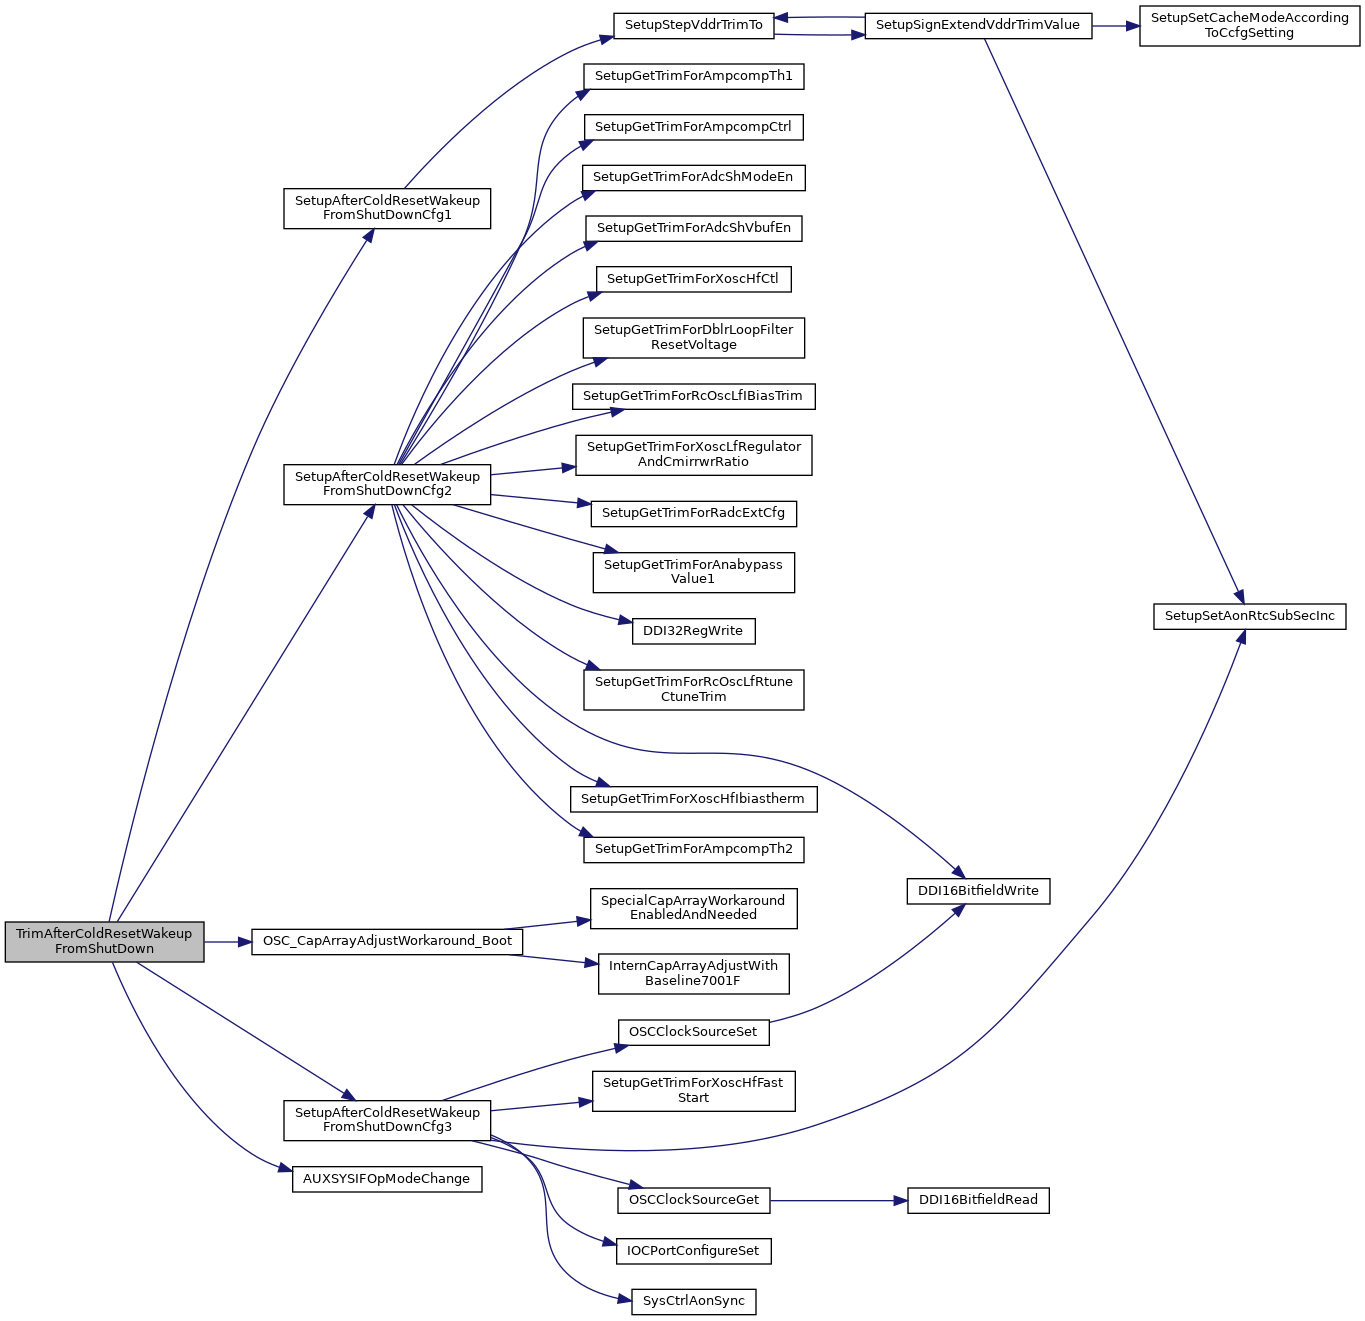 SetupStepVddrTrimTo
SetupSignExtendVddrTrimValue
SetupSetCacheModeAccording
ToCcfgSetting
SetupGetTrimForAmpcompTh1
SetupGetTrimForAmpcompCtrl
SetupGetTrimForAdcShModeEn
SetupAfterColdResetWakeup
FromShutDownCfg1
SetupGetTrimForAdcShVbufEn
SetupGetTrimForXoscHfCtl
SetupGetTrimForDblrLoopFilter
ResetVoltage
SetupGetTrimForRcOscLfIBiasTrim
SetupGetTrimForXoscLfRegulator
AndCmirrwrRatio
SetupAfterColdResetWakeup
FromShutDownCfg2
SetupGetTrimForRadcExtCfg
SetupGetTrimForAnabypass
Value1
SetupSetAonRtcSubSecInc
DDI32RegWrite
SetupGetTrimForRcOscLfRtune
CtuneTrim
SetupGetTrimForXoscHfIbiastherm
SetupGetTrimForAmpcompTh2
DDI16BitfieldWrite
SpecialCapArrayWorkaround
EnabledAndNeeded
TrimAfterColdResetWakeup
FromShutDown
OSC_CapArrayAdjustWorkaround_Boot
InternCapArrayAdjustWith
Baseline7001F
OSCClockSourceSet
SetupGetTrimForXoscHfFast
Start
SetupAfterColdResetWakeup
FromShutDownCfg3
AUXSYSIFOpModeChange
OSCClockSourceGet
DDI16BitfieldRead
IOCPortConfigureSet
SysCtrlAonSync